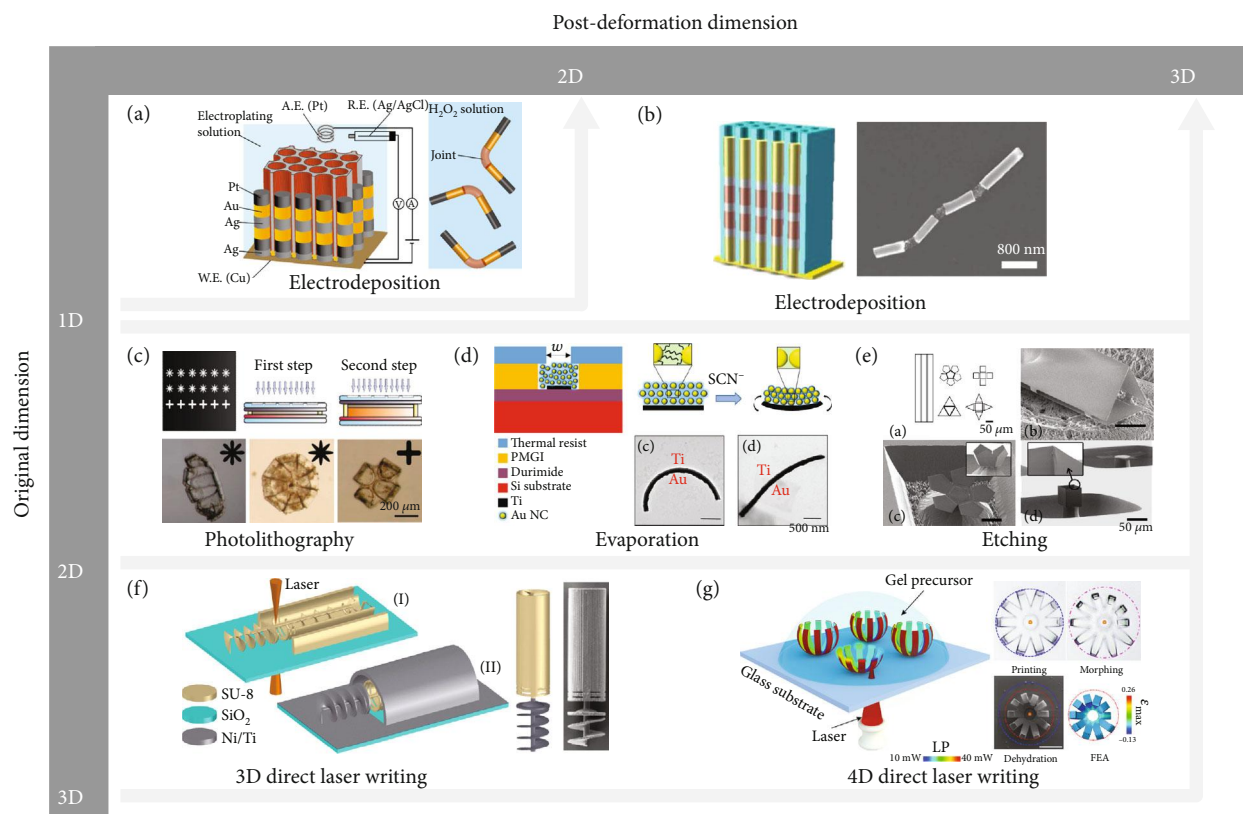 Post-deformation dimension
2D
3D
Original dimension
1D
2D
3D
(a)
A.E. (Pt)
R.E. (Ag/AgCl)
H₂O₂ solution
Electroplating
solution
Joint
Pt
Au
Ag
Ag
V
A
W.E. (Cu)
Electrodeposition
(b)
800 nm
Electrodeposition
(c)
First step
Second step
200 μm
Photolithography
(d)
w
SCN⁻
Thermal resist
PMGI
Durimide
Si substrate
Ti
Au NC
(c)
Ti
Au
(d)
Ti
Au
500 nm
Evaporation
(e)
50 μm
(a)
(b)
(c)
(d)
50 μm
Etching
(f)
Laser
(I)
(II)
SU-8
SiO₂
Ni/Ti
3D direct laser writing
(g)
Gel precursor
Glass substrate
Laser
LP
10 mW
40 mW
Printing
Morphing
0.26
εmax
–0.13
Dehydration
FEA
4D direct laser writing